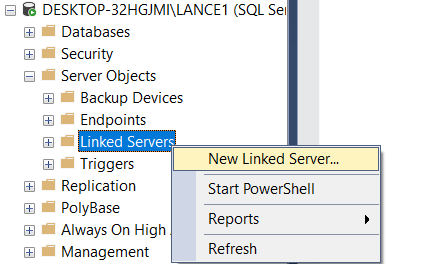 DESKTOP-32HGJMI\LANCE1 (SQL Ser
Databases
Security
Server Objects
Backup Devices
Endpoints
Linked Servers
New Linked Server...
Triggers
Start PowerShell
Replication
Reports
PolyBase
Always On High
Refresh
Management